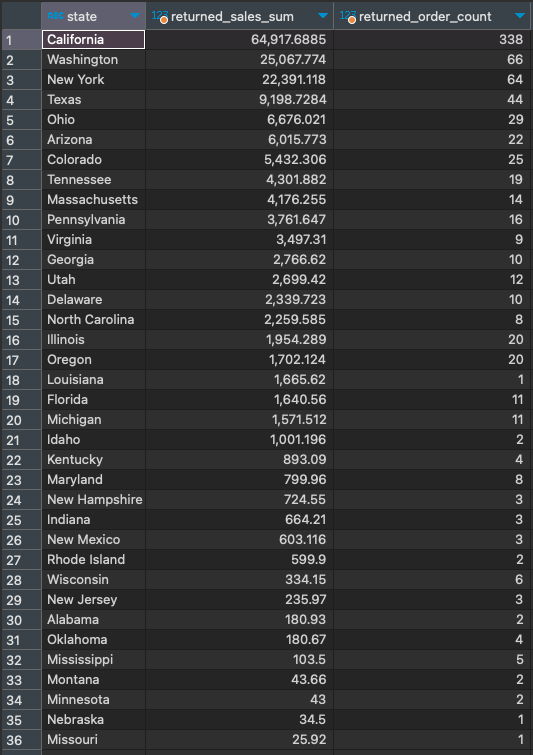 ABC state 123 returned_sales_sum 123 returned_order_count
1 California 64,917.6885 338
2 Washington 25,067.774 66
3 New York 22,391.118 64
4 Texas 9,198.7284 44
5 Ohio 6,676.021 29
6 Arizona 6,015.773 22
7 Colorado 5,432.306 25
8 Tennessee 4,301.882 19
9 Massachusetts 4,176.255 14
10 Pennsylvania 3,761.647 16
11 Virginia 3,497.31 9
12 Georgia 2,766.62 10
13 Utah 2,699.42 12
14 Delaware 2,339.723 10
15 North Carolina 2,259.585 8
16 Illinois 1,954.289 20
17 Oregon 1,702.124 20
18 Louisiana 1,665.62 1
19 Florida 1,640.56 11
20 Michigan 1,571.512 11
21 Idaho 1,001.196 2
22 Kentucky 893.09 4
23 Maryland 799.96 8
24 New Hampshire 724.55 3
25 Indiana 664.21 3
26 New Mexico 603.116 3
27 Rhode Island 599.9 2
28 Wisconsin 334.15 6
29 New Jersey 235.97 3
30 Alabama 180.93 2
31 Oklahoma 180.67 4
32 Mississippi 103.5 5
33 Montana 43.66 2
34 Minnesota 43 2
35 Nebraska 34.5 1
36 Missouri 25.92 1